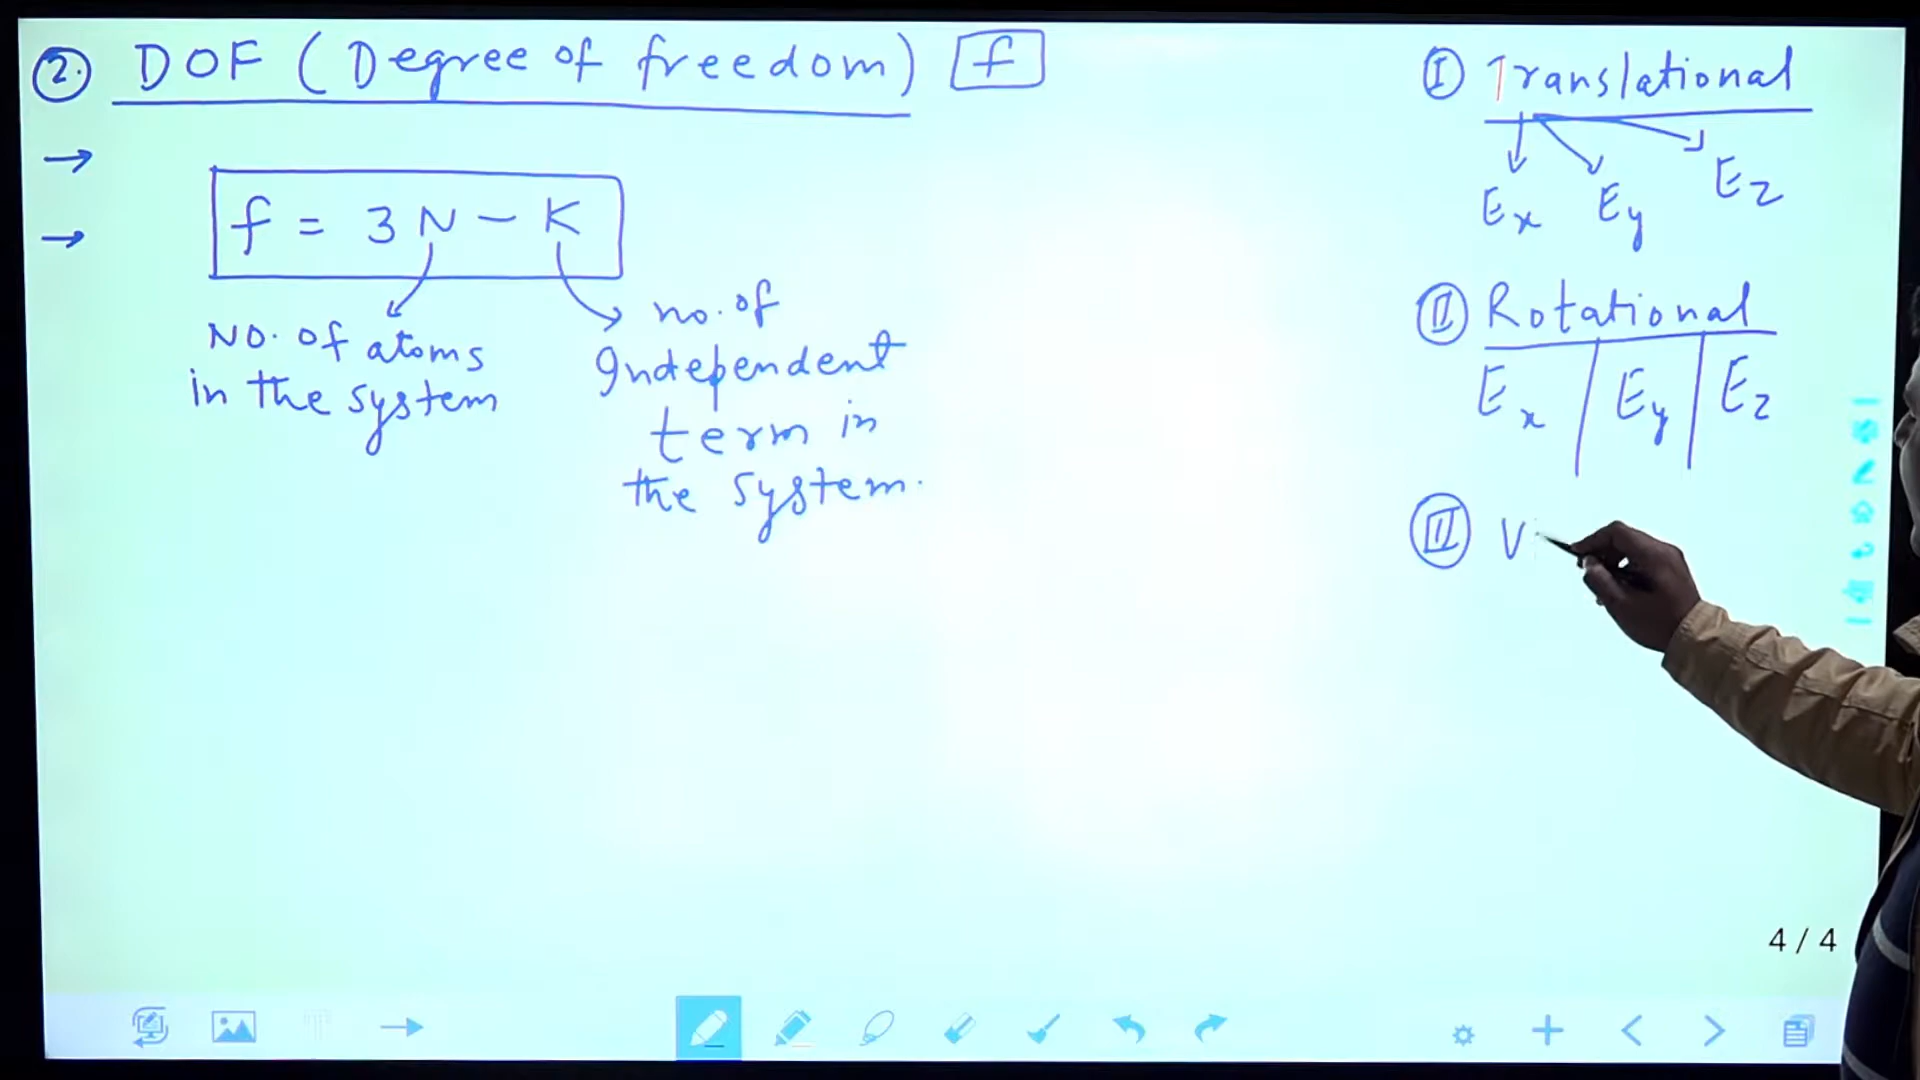 2. DOF (Degree of freedom) f
→
→
f = 3N - K
No. of atoms
in the system
no. of
Independent
term in
the system.
I Translational
Ex Ey Ez
II Rotational
Ex Ey Ez
III V
4 / 4